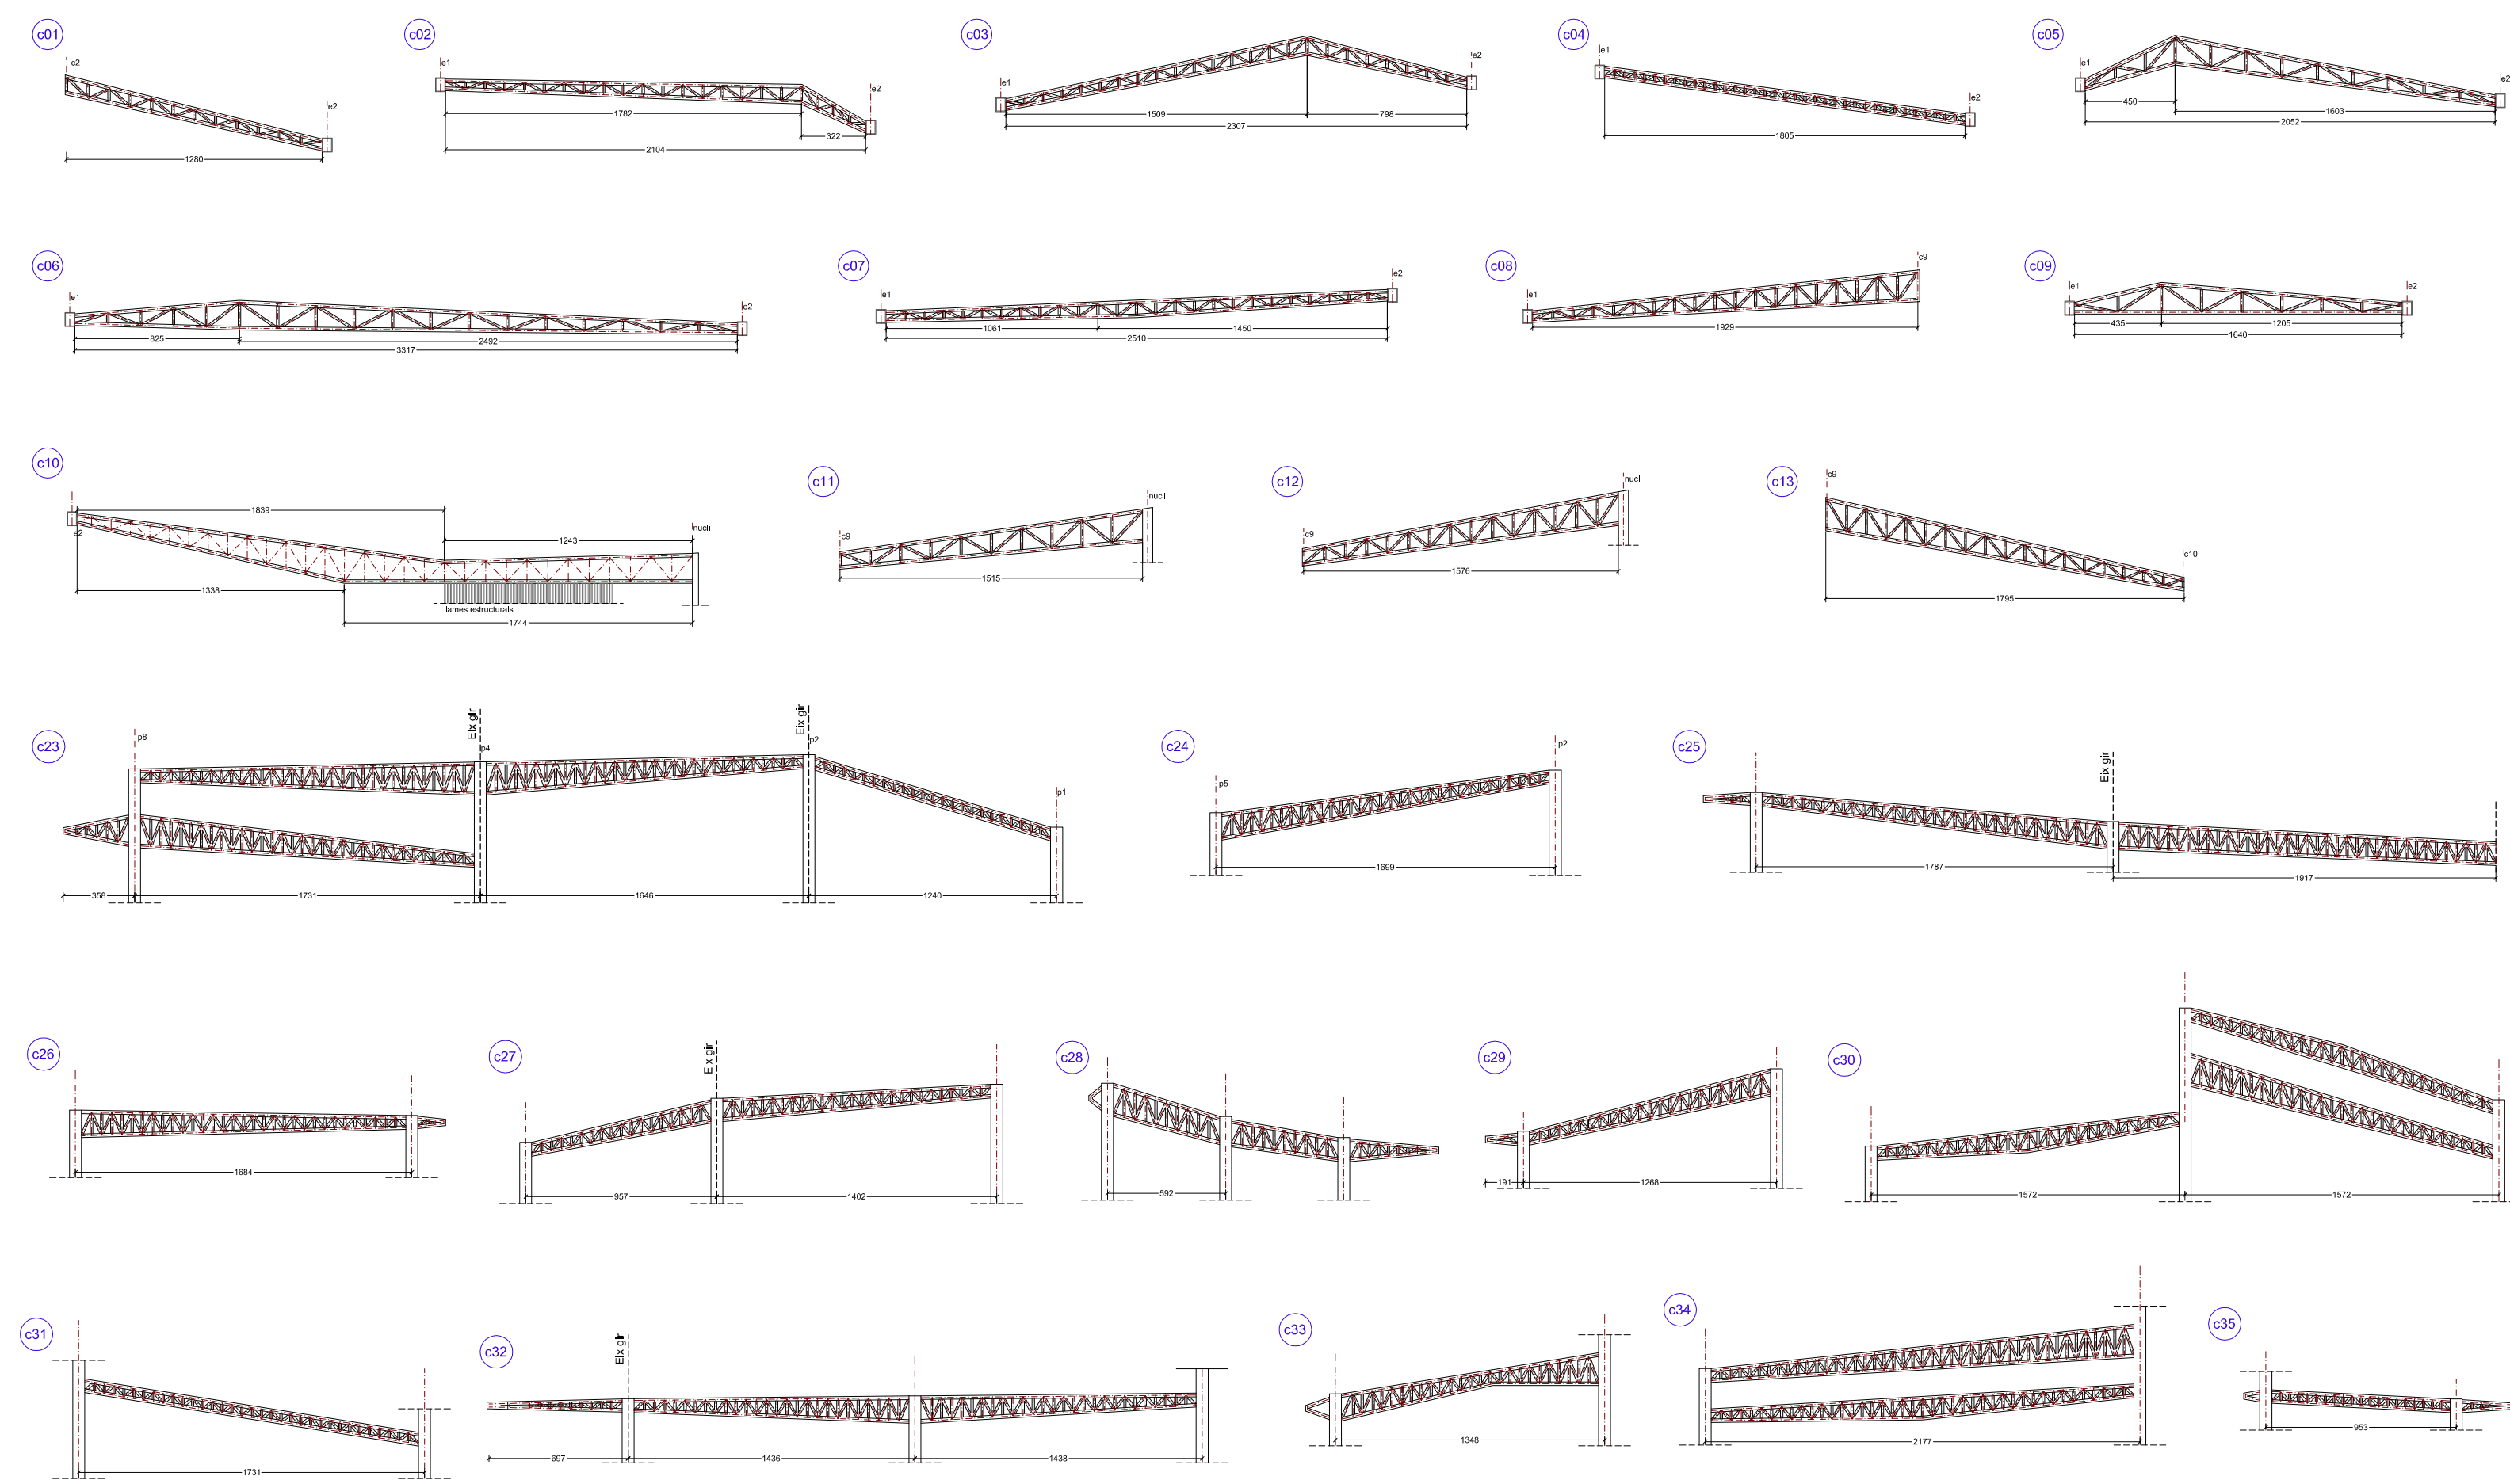 c01
c2
e2
1280
c02
e1
e2
1782
322
2104
c03
e1
e2
1509
798
2307
c04
e1
e2
1805
c05
e1
e2
450
1603
2052
c06
e1
e2
825
2492
3317
c07
e1
e2
1061
1450
2510
c08
e1
c9
1929
c09
e1
e2
435
1205
1640
c10
1839
e2
1243
nucli
1338
lames estructurals
1744
c11
c9
nucli
1515
c12
c9
nucli
1576
c13
c9
c10
1795
c23
p8
Eix gir
p4
Eix gir
p2
p1
358
1731
1646
1240
c24
p5
p2
1699
c25
Eix gir
1787
1917
c26
1684
c27
Eix gir
957
1402
c28
592
c29
191
1268
c30
1572
1572
c31
1731
c32
Eix gir
697
1436
1438
c33
1348
c34
2177
c35
953